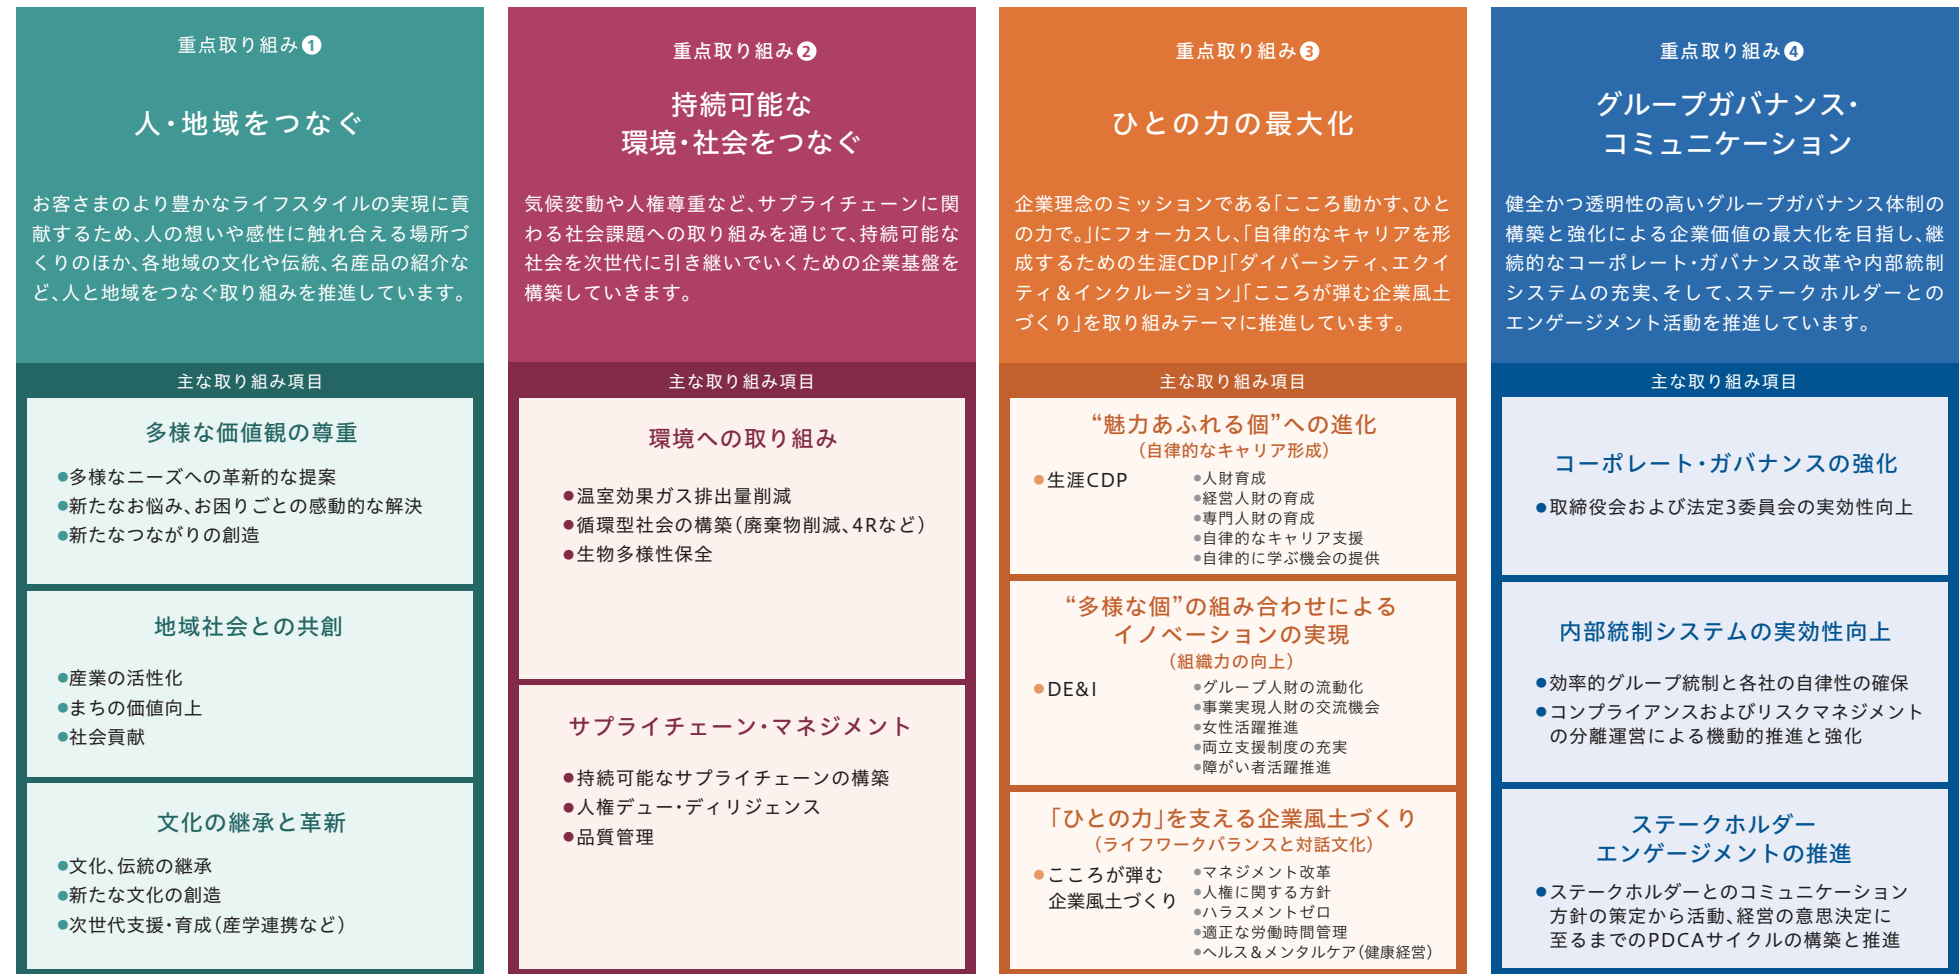 重点取り組み❶
人・地域をつなぐ
お客さまのより豊かなライフスタイルの実現に貢
献するため、人の想いや感性に触れ合える場所づ
くりのほか、各地域の文化や伝統、名産品の紹介な
ど、人と地域をつなぐ取り組みを推進しています。
主な取り組み項目
多様な価値観の尊重
●多様なニーズへの革新的な提案
●新たなお悩み、お困りごとの感動的な解決
●新たなつながりの創造
地域社会との共創
●産業の活性化
●まちの価値向上
●社会貢献
文化の継承と革新
●文化、伝統の継承
●新たな文化の創造
●次世代支援・育成（産学連携など）
重点取り組み❷
持続可能な
環境・社会をつなぐ
気候変動や人権尊重など、サプライチェーンに関
わる社会課題への取り組みを通じて、持続可能な
社会を次世代に引き継いでいくための企業基盤を
構築していきます。
主な取り組み項目
環境への取り組み
●温室効果ガス排出量削減
●循環型社会の構築（廃棄物削減、4Rなど）
●生物多様性保全
サプライチェーン・マネジメント
●持続可能なサプライチェーンの構築
●人権デュー・ディリジェンス
●品質管理
重点取り組み❸
ひとの力の最大化
企業理念のミッションである「こころ動かす、ひと
の力で。」にフォーカスし、「自律的なキャリアを形
成するための生涯CDP」「ダイバーシティ、エクイ
ティ＆インクルージョン」「こころが弾む企業風土
づくり」を取り組みテーマに推進しています。
主な取り組み項目
“魅力あふれる個”への進化
（自律的なキャリア形成）
●生涯CDP
●人財育成
●経営人財の育成
●専門人財の育成
●自律的なキャリア支援
●自律的に学ぶ機会の提供
“多様な個”の組み合わせによる
イノベーションの実現
（組織力の向上）
●DE&I
●グループ人財の流動化
●事業実現人財の交流機会
●女性活躍推進
●両立支援制度の充実
●障がい者活躍推進
「ひとの力」を支える企業風土づくり
（ライフワークバランスと対話文化）
●こころが弾む
企業風土づくり
●マネジメント改革
●人権に関する方針
●ハラスメントゼロ
●適正な労働時間管理
●ヘルス＆メンタルケア（健康経営）
重点取り組み❹
グループガバナンス・
コミュニケーション
健全かつ透明性の高いグループガバナンス体制の
構築と強化による企業価値の最大化を目指し、継
続的なコーポレート・ガバナンス改革や内部統制
システムの充実、そして、ステークホルダーとの
エンゲージメント活動を推進しています。
主な取り組み項目
コーポレート・ガバナンスの強化
●取締役会および法定3委員会の実効性向上
内部統制システムの実効性向上
●効率的グループ統制と各社の自律性の確保
●コンプライアンスおよびリスクマネジメント
の分離運営による機動的推進と強化
ステークホルダー
エンゲージメントの推進
●ステークホルダーとのコミュニケーション
方針の策定から活動、経営の意思決定に
至るまでのPDCAサイクルの構築と推進